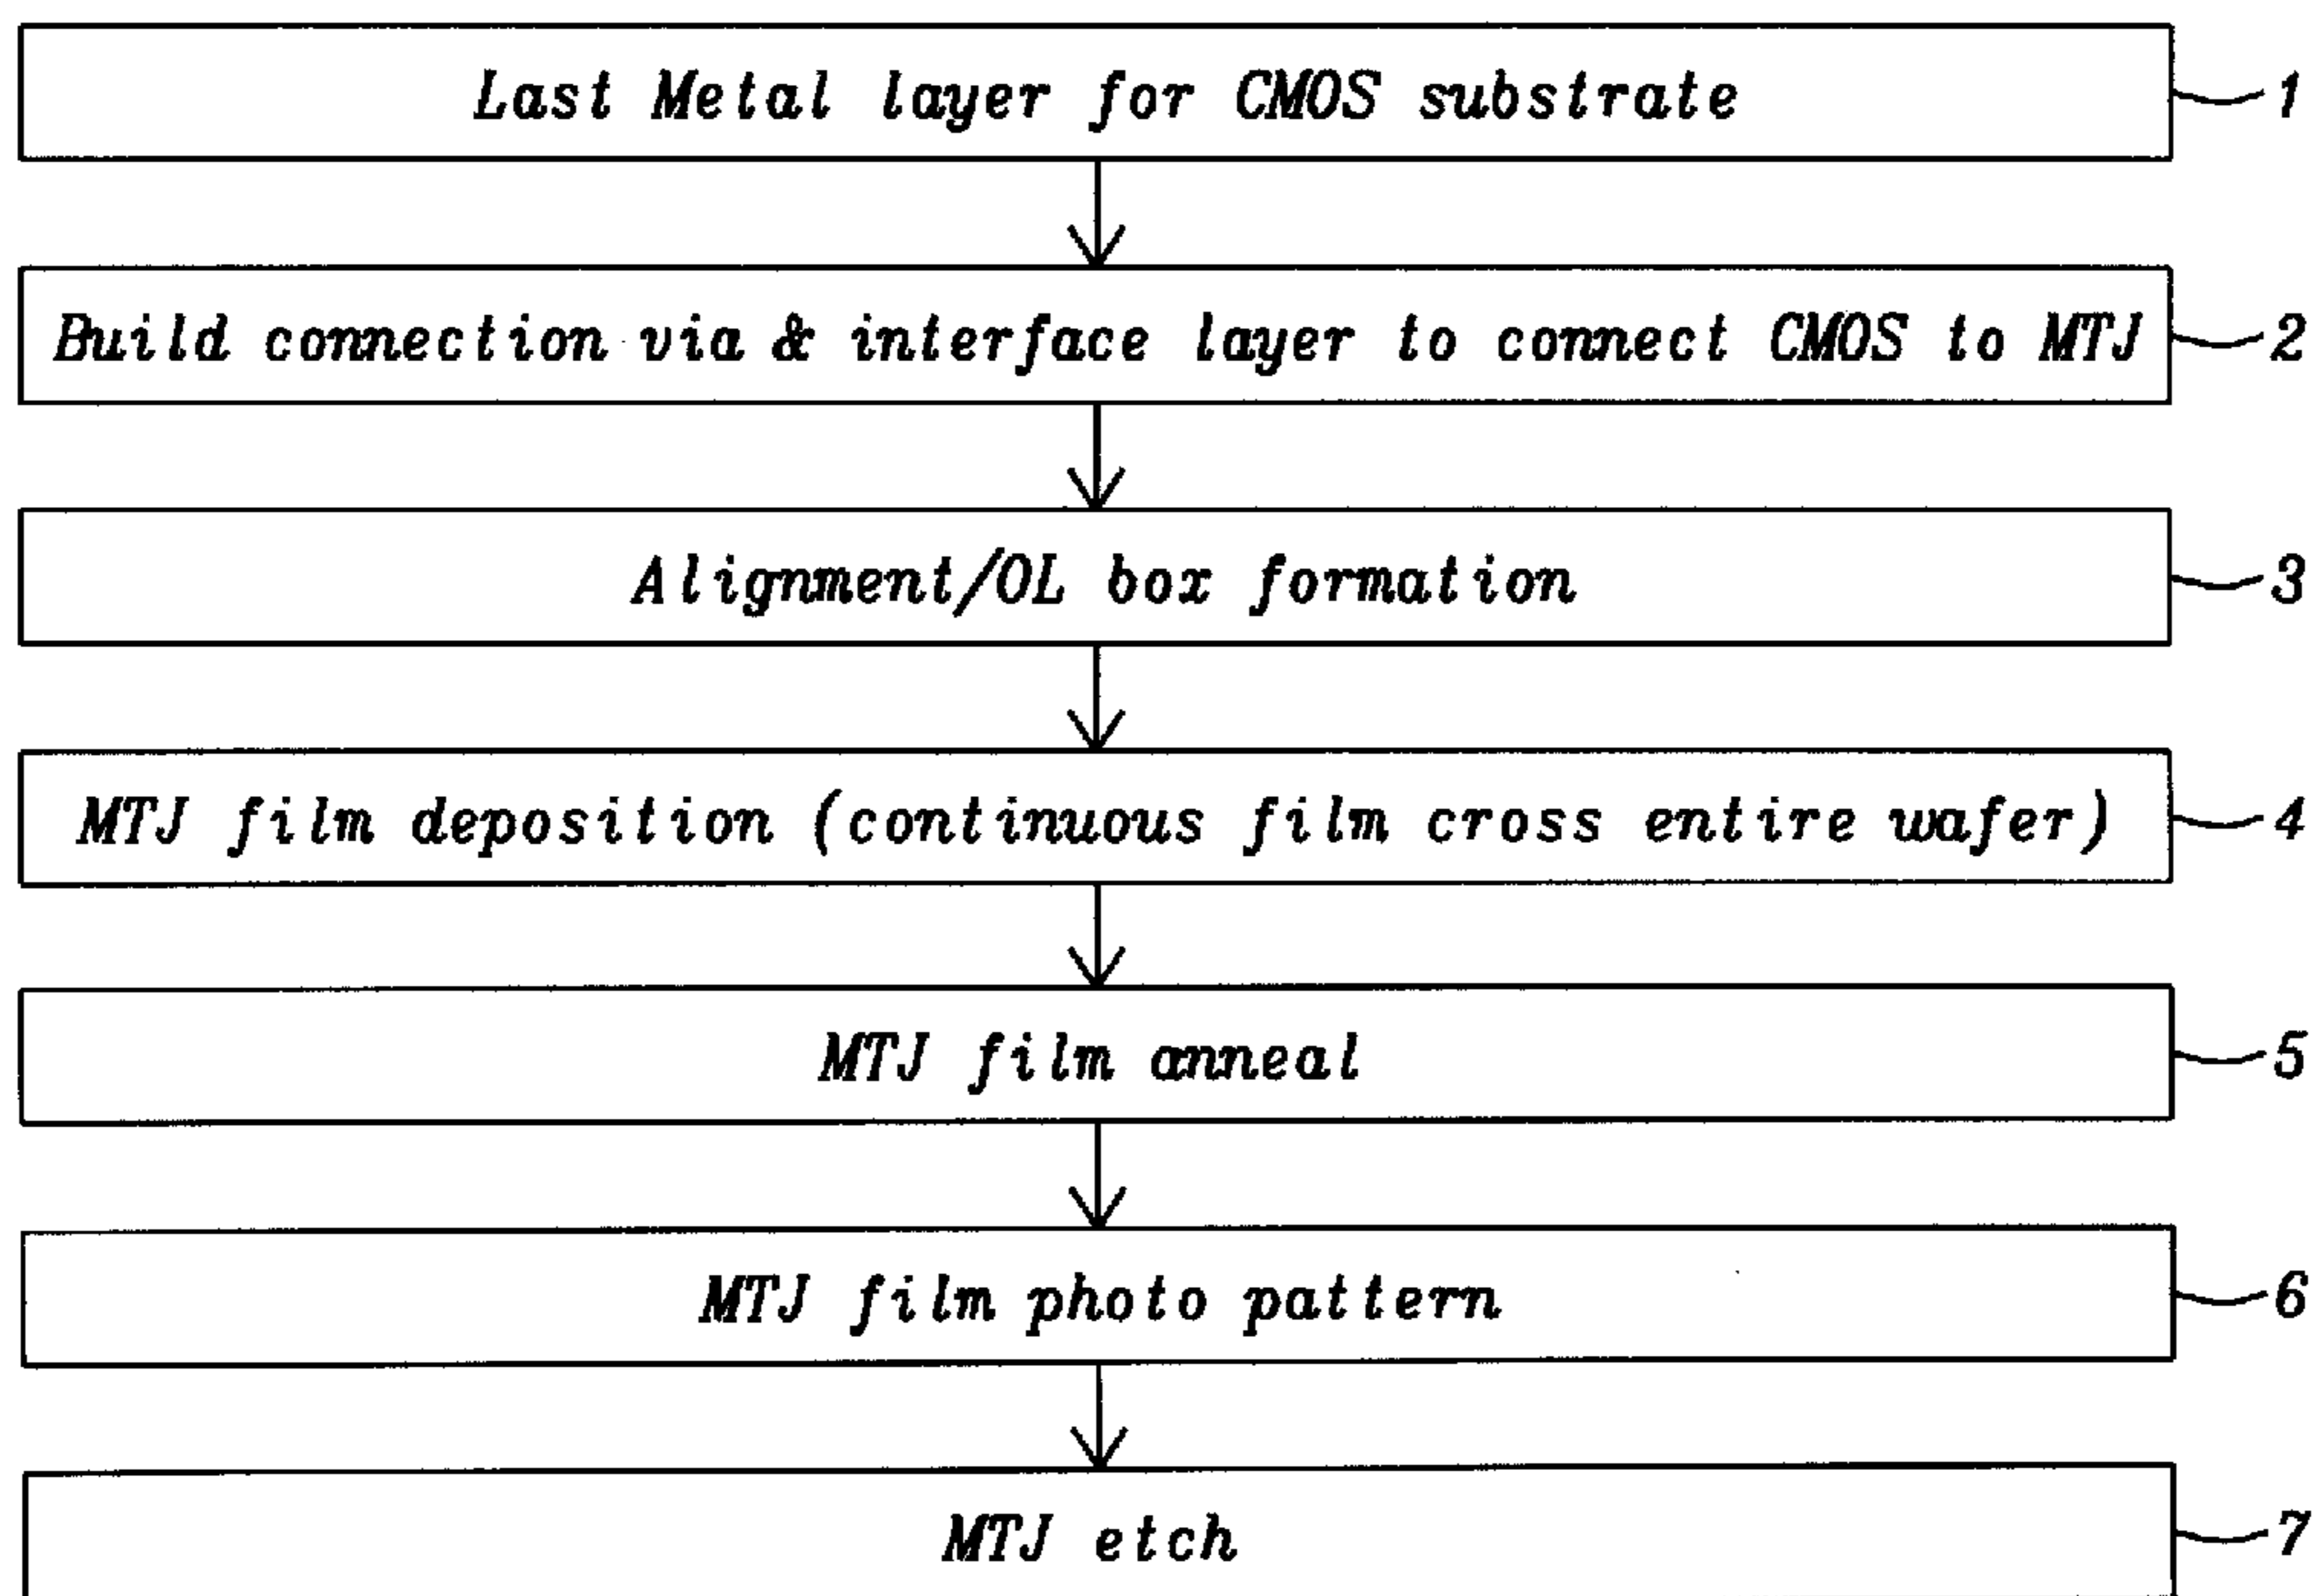 Last Metal layer for CMOS substrate 1
Build connection via & interface layer to connect CMOS to MTJ 2
Alignment/OL box formation 3
MTJ film deposition (continuous film cross entire wafer) 4
MTJ film anneal 5
MTJ film photo pattern 6
MTJ etch 7